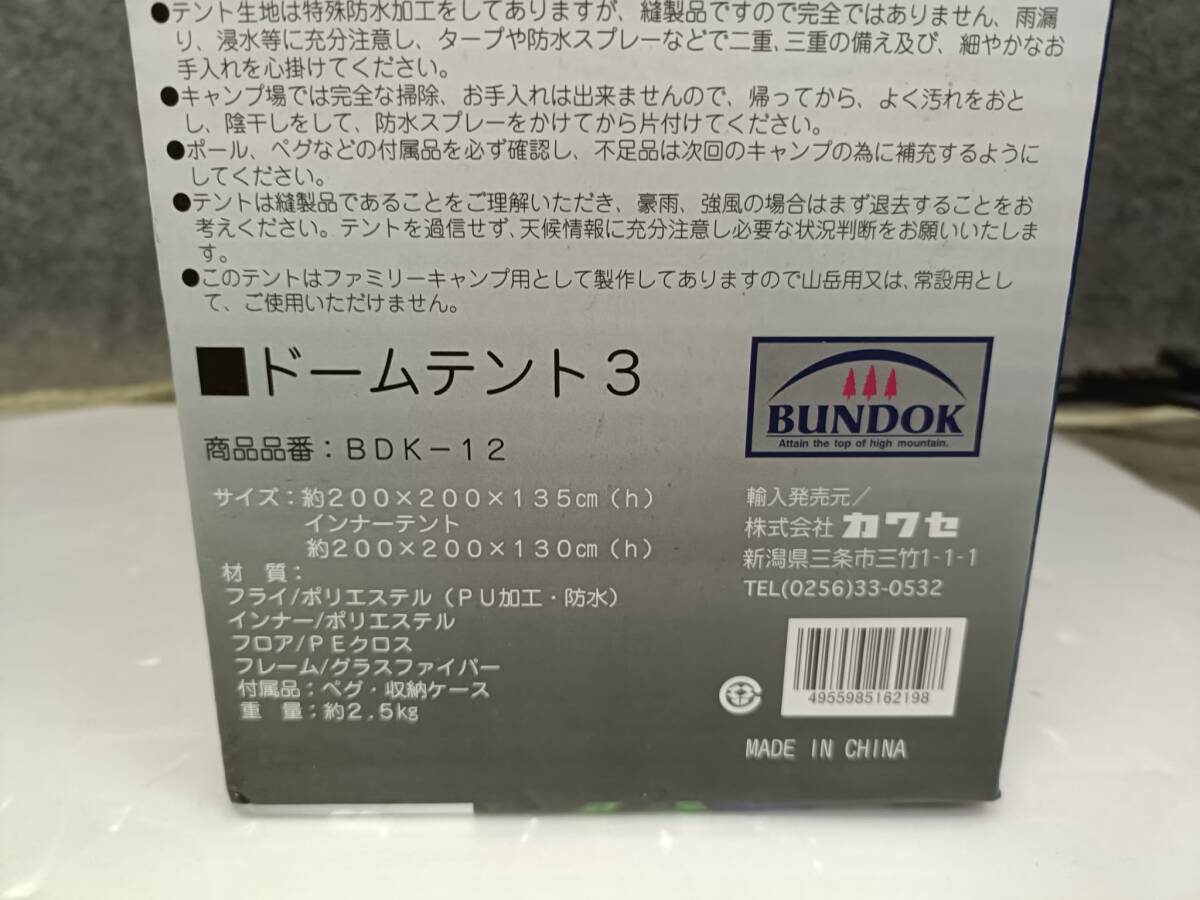 ●テント生地は特殊防水加工をしてありますが、縫製品ですので完全ではありません、雨漏
り、浸水等に充分注意し、タープや防水スプレーなどで二重、三重の備え及び、細やかなお
手入れを心掛けてください。
●キャンプ場では完全な掃除、お手入れは出来ませんので、帰ってから、よく汚れをおと
し、陰干しをして、防水スプレーをかけてから片付けてください。
●ポール、ペグなどの付属品を必ず確認し、不足品は次回のキャンプの為に補充するように
してください。
●テントは縫製品であることをご理解いただき、豪雨、強風の場合はまず退去することをお
考えください。テントを過信せず、天候情報に充分注意し必要な状況判断をお願いいたしま
す。
●このテントはファミリーキャンプ用として製作してありますので山岳用又は、常設用とし
て、ご使用いただけません。
■ドームテント３
商品品番：ＢＤＫ－１２
サイズ：約２００×２００×１３５㎝（ｈ）
インナーテント
約２００×２００×１３０㎝（ｈ）
材　質：
フライ/ポリエステル（ＰＵ加工・防水）
インナー/ポリエステル
フロア/ＰＥクロス
フレーム/グラスファイバー
付属品：ペグ・収納ケース
重　量：約２.５㎏
BUNDOK
Attain the top of high mountain.
輸入発売元／
株式会社 カワセ
新潟県三条市三竹1-1-1
TEL(0256)33-0532
4955985162198
MADE IN CHINA